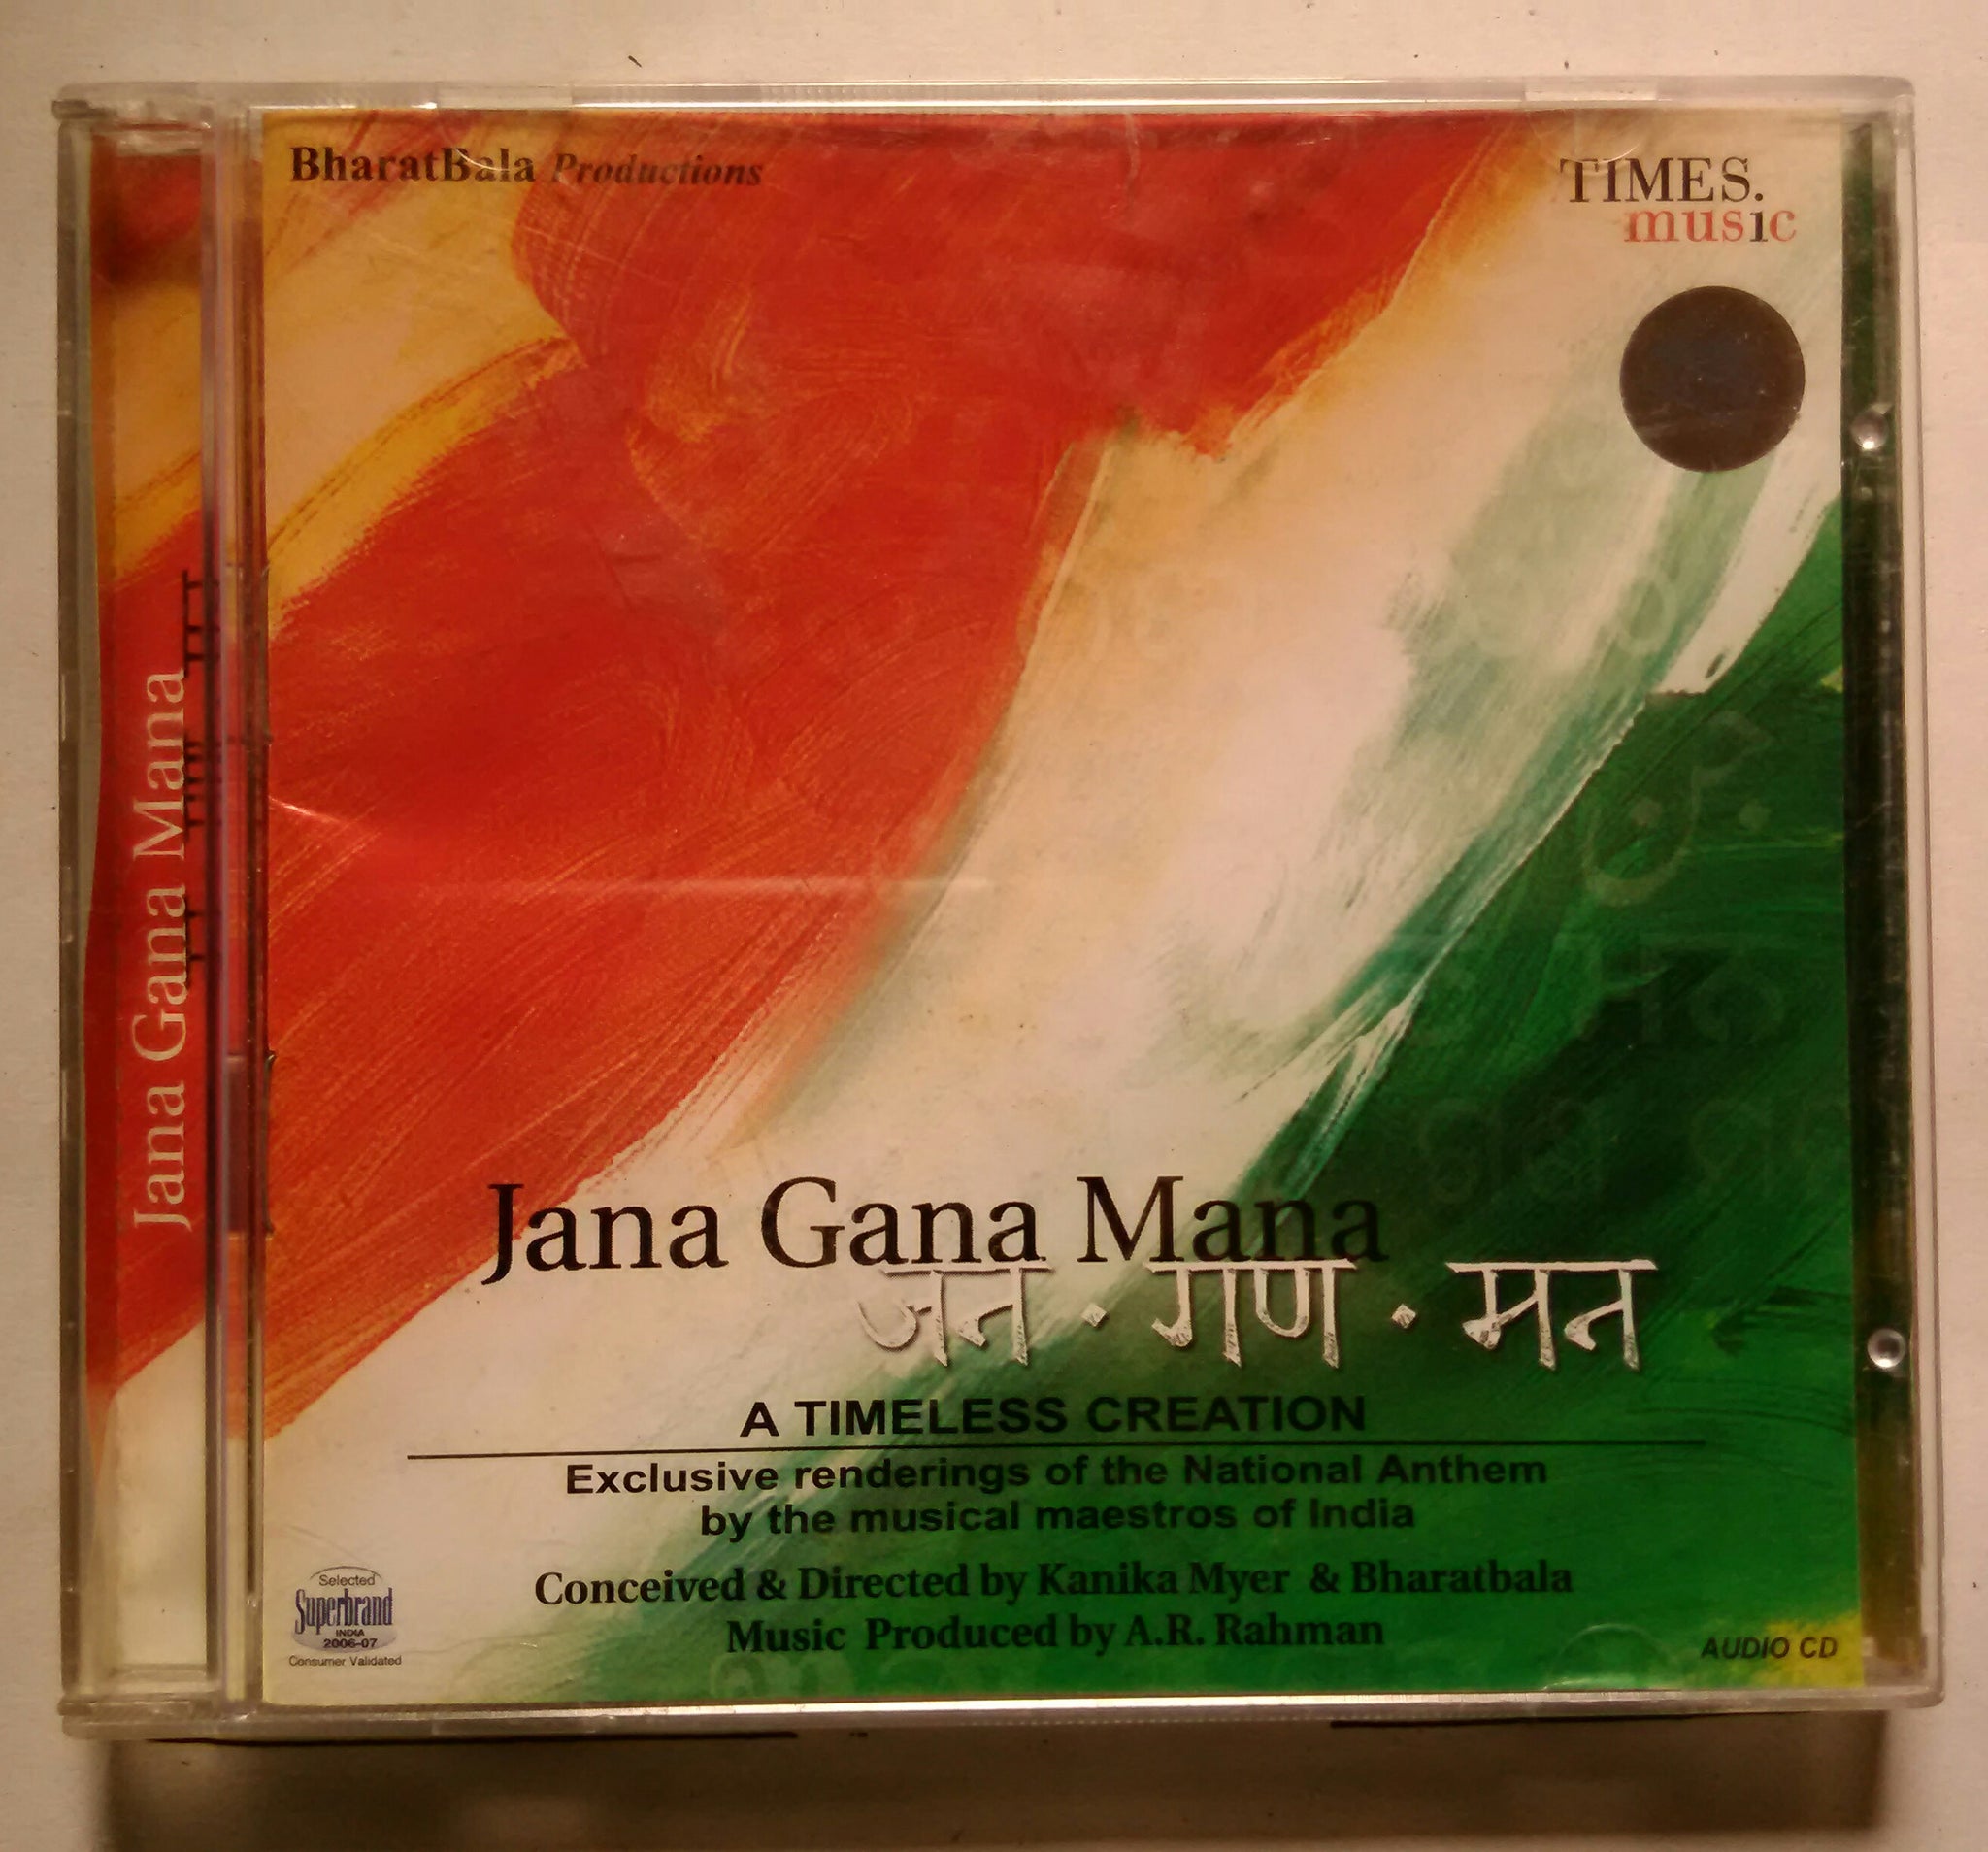 BharatBala Productions
TIMES.
music
Jana Gana Mana
Jana Gana Mana
जन · गण · मन
A TIMELESS CREATION
Exclusive renderings of the National Anthem
by the musical maestros of India
Conceived & Directed by Kanika Myer & Bharatbala
Music Produced by A.R. Rahman
Selected
Superbrand
INDIA
2006-07
Consumer Validated
AUDIO CD